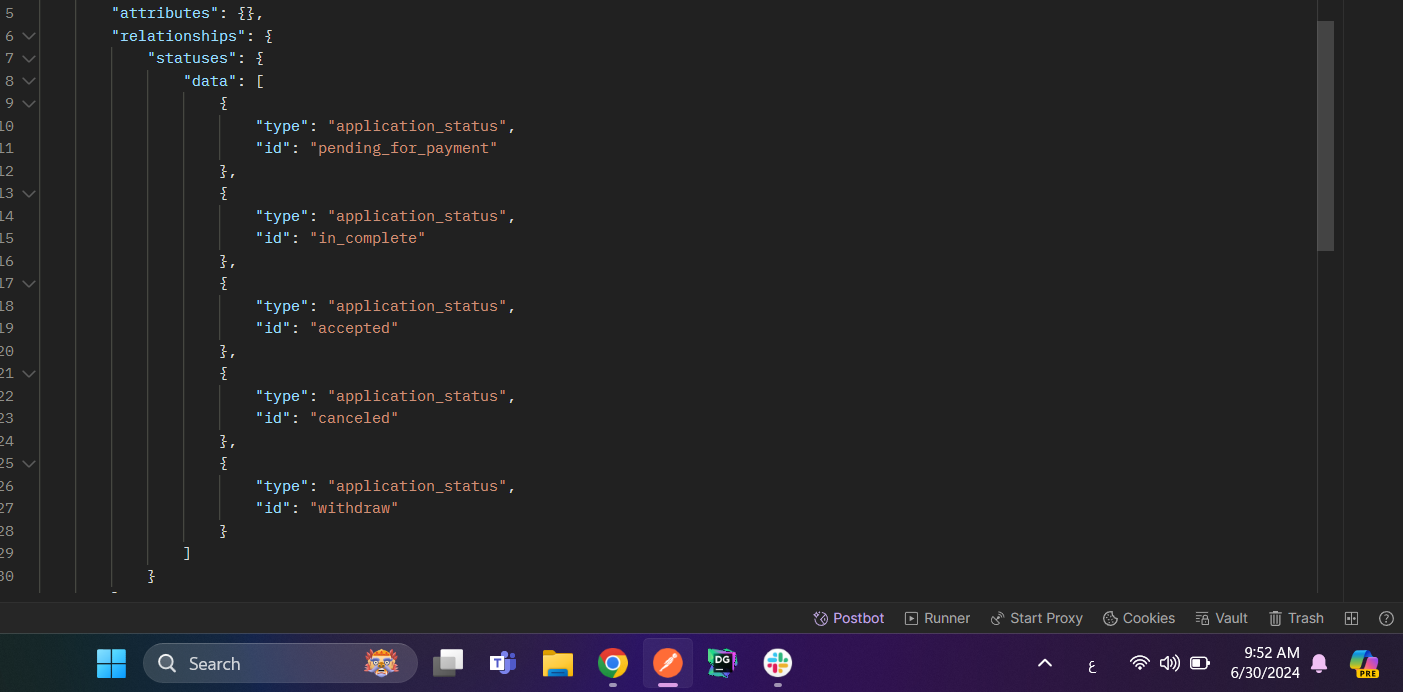 5 "attributes": {},
6 "relationships": {
7 "statuses": {
8 "data": [
9 {
10 "type": "application_status",
11 "id": "pending_for_payment"
12 },
13 {
14 "type": "application_status",
15 "id": "in_complete"
16 },
17 {
18 "type": "application_status",
19 "id": "accepted"
20 },
21 {
22 "type": "application_status",
23 "id": "canceled"
24 },
25 {
26 "type": "application_status",
27 "id": "withdraw"
28 }
29 ]
30 }
Postbot Runner Start Proxy Cookies Vault Trash
Search T DG ع 9:52 AM
6/30/2024 PRE